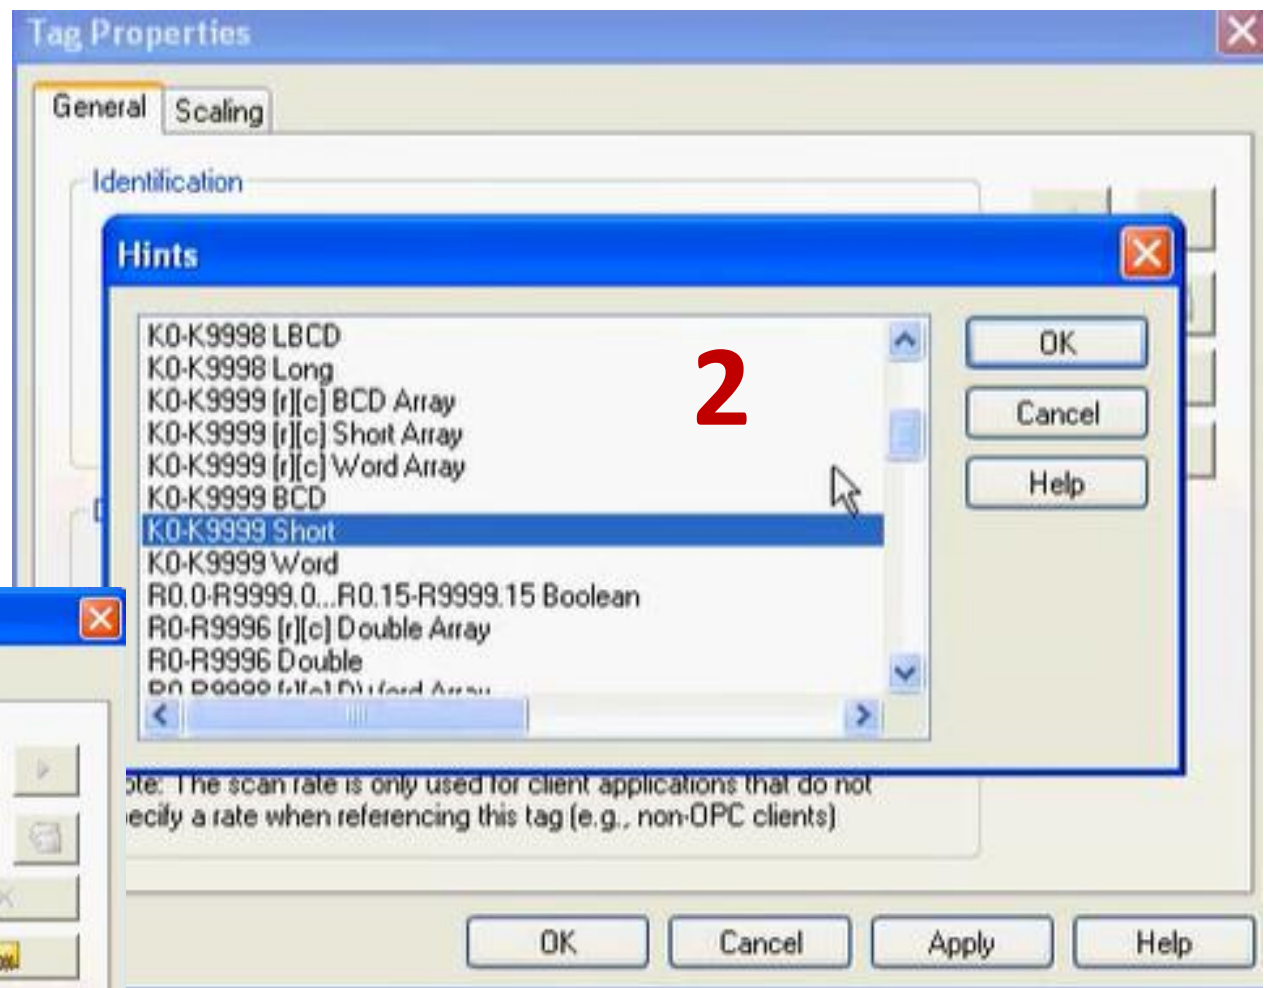 Tag Properties
General Scaling
Identification
Hints
K0-K9998 LBCD
K0-K9998 Long
K0-K9999 [r][c] BCD Array
K0-K9999 [r][c] Short Array
K0-K9999 [r][c] Word Array
K0-K9999 BCD
K0-K9999 Short
K0-K9999 Word
R0.0-R9999.0...R0.15-R9999.15 Boolean
R0-R9996 [r][c] Double Array
R0-R9996 Double
2
OK
Cancel
Help
The scan rate is only used for client applications that do not
a rate when referencing this tag (e.g., non-OPC clients)
OK Cancel Apply Help